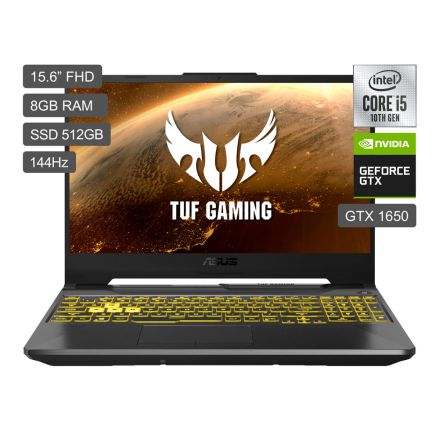 15.6” FHD
8GB RAM
SSD 512GB
144Hz
intel
CORE i5
10TH GEN
NVIDIA
GEFORCE
GTX
GTX 1650
TUF GAMING
ASUS